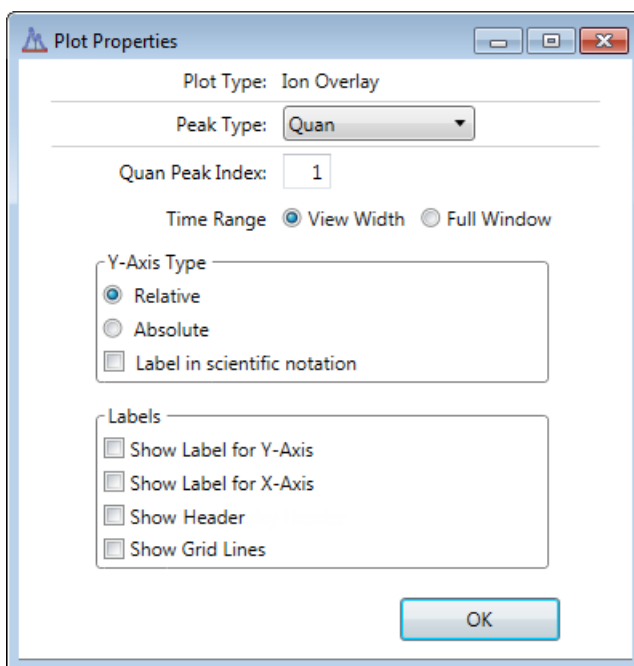 Plot Properties
Plot Type: Ion Overlay
Peak Type: Quan
Quan Peak Index: 1
Time Range View Width Full Window
Y-Axis Type
Relative
Absolute
Label in scientific notation
Labels
Show Label for Y-Axis
Show Label for X-Axis
Show Header
Show Grid Lines
OK